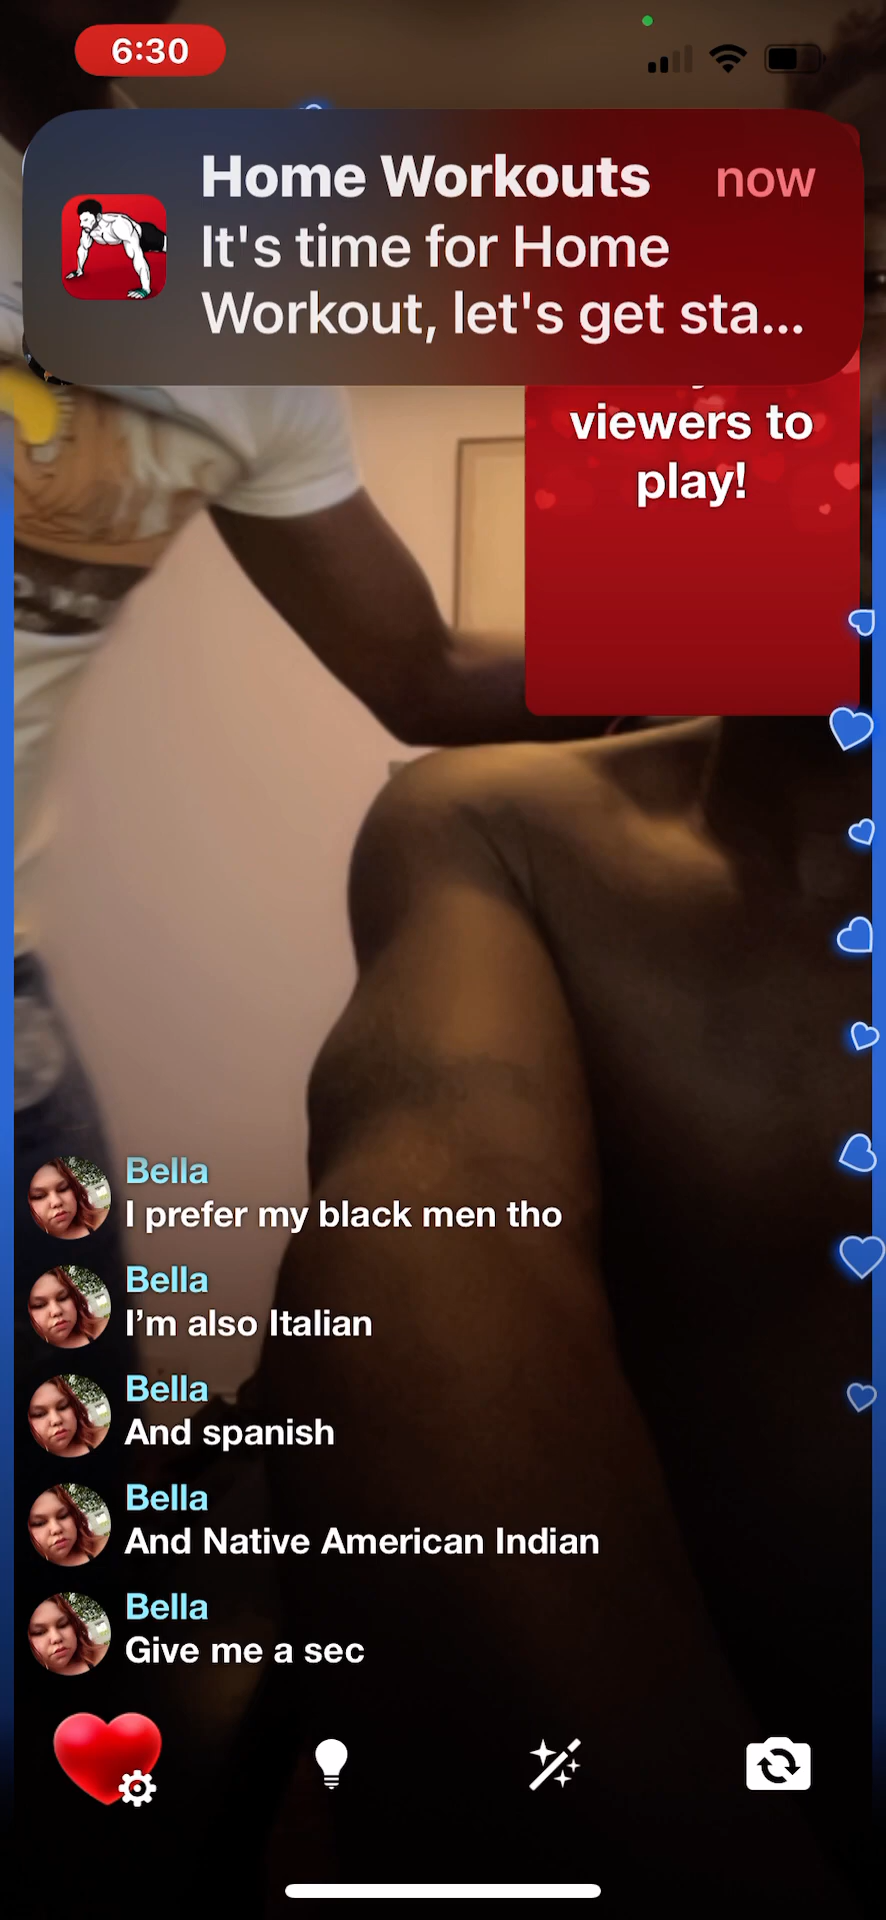 6:30
Home Workouts now
It's time for Home
Workout, let's get sta...
viewers to
play!
Bella
I prefer my black men tho
Bella
I'm also Italian
Bella
And spanish
Bella
And Native American Indian
Bella
Give me a sec